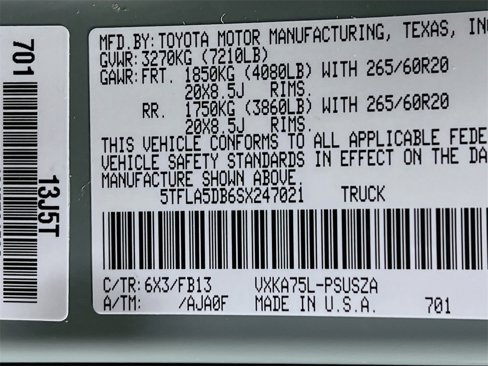 701
13J5T
MFD.BY:TOYOTA MOTOR MANUFACTURING, TEXAS, IN
GVWR: 3270KG (7210LB)
GAWR:FRT. 1850KG (4080LB) WITH 265/60R20
20X8.5J RIMS.
RR. 1750KG (3860LB) WITH 265/60R20
20X8.5J RIMS.
THIS VEHICLE CONFORMS TO ALL APPLICABLE FEDE
VEHICLE SAFETY STANDARDS IN EFFECT ON THE DA
MANUFACTURE SHOWN ABOVE.
5TFLA5DB6SX247021 TRUCK
C/TR: 6X3/FB13 VXKA75L-PSUSZA
A/TM: /AJA0F MADE IN U.S.A. 701